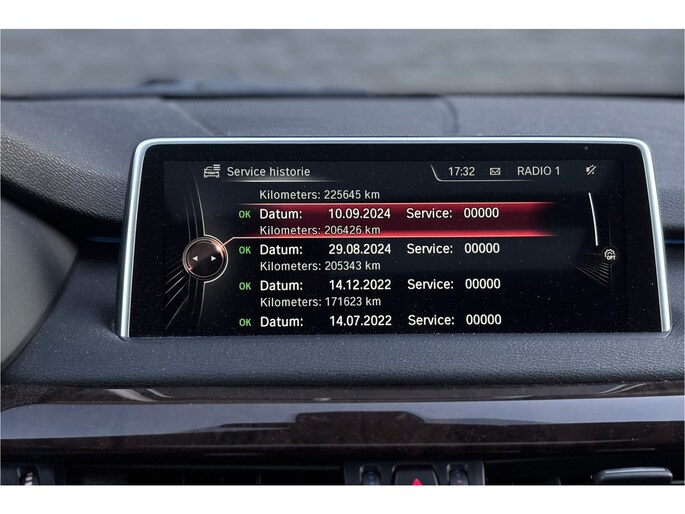 Service historie 17:32 RADIO 1
Kilometers: 225645 km
OK Datum: 10.09.2024 Service: 00000
Kilometers: 206426 km
OK Datum: 29.08.2024 Service: 00000
Kilometers: 205343 km
OK Datum: 14.12.2022 Service: 00000
Kilometers: 171623 km
OK Datum: 14.07.2022 Service: 00000
OPT